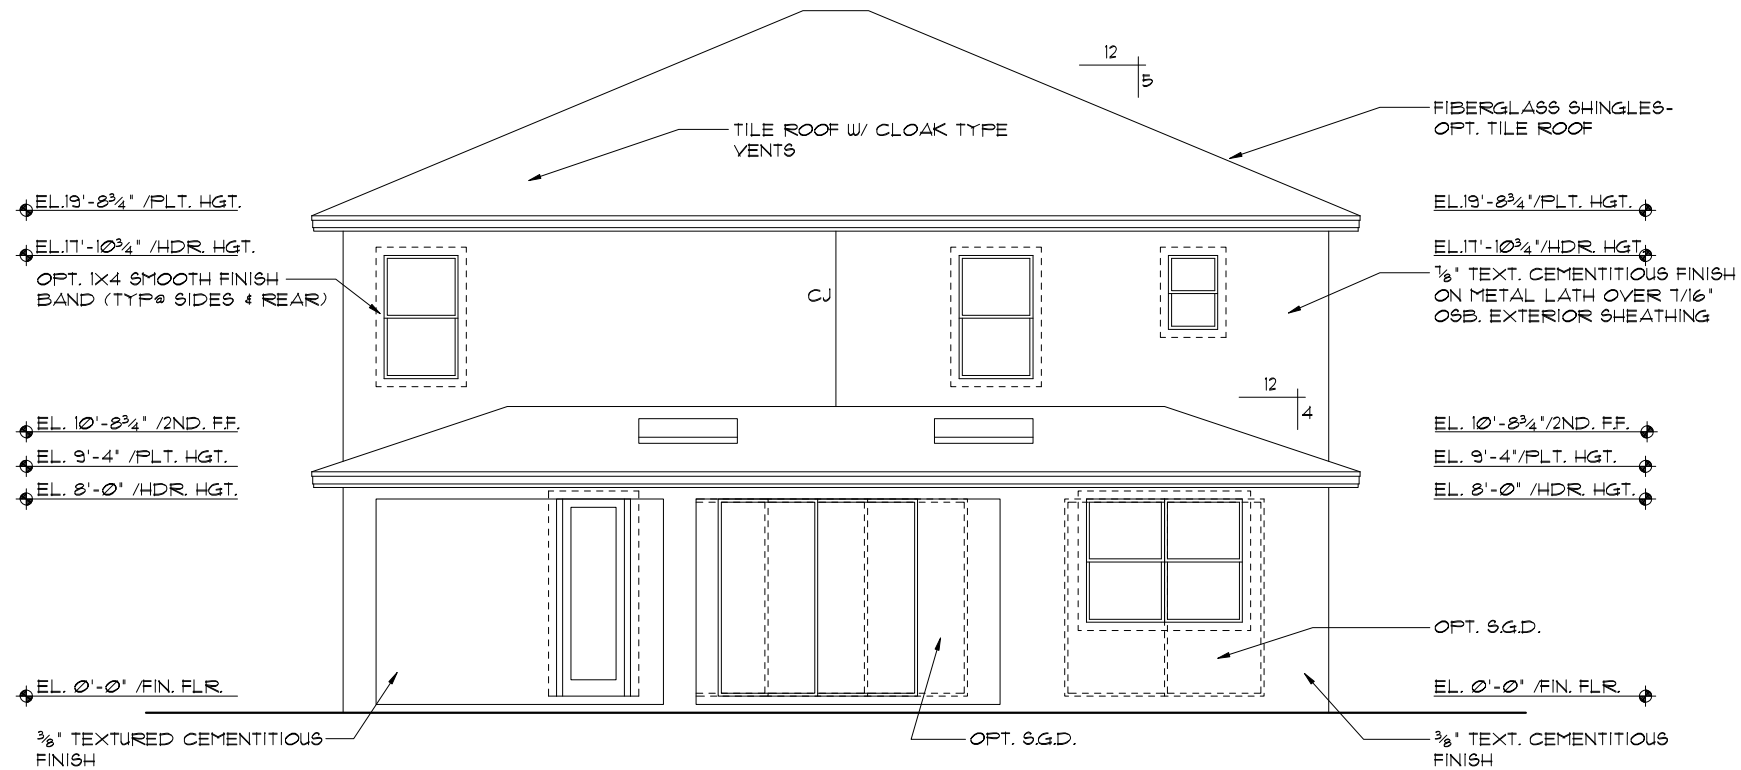 12
5
FIBERGLASS SHINGLES-
OPT. TILE ROOF
TILE ROOF W/ CLOAK TYPE
VENTS
EL.19'-8¾" /PLT. HGT.
EL.19'-8¾"/PLT. HGT.
EL.17'-10¾" /HDR. HGT.
EL.17'-10¾"/HDR. HGT.
OPT. 1X4 SMOOTH FINISH
BAND (TYP@ SIDES & REAR)
CJ
⅞" TEXT. CEMENTITIOUS FINISH
ON METAL LATH OVER 7/16"
OSB. EXTERIOR SHEATHING
12
4
EL. 10'-8¾" /2ND. F.F.
EL. 10'-8¾"/2ND. F.F.
EL. 9'-4" /PLT. HGT.
EL. 9'-4"/PLT. HGT.
EL. 8'-0" /HDR. HGT.
EL. 8'-0" /HDR. HGT.
OPT. S.G.D.
EL. 0'-0" /FIN. FLR.
EL. 0'-0" /FIN. FLR.
⅜" TEXTURED CEMENTITIOUS
FINISH
OPT. S.G.D.
⅜" TEXT. CEMENTITIOUS
FINISH